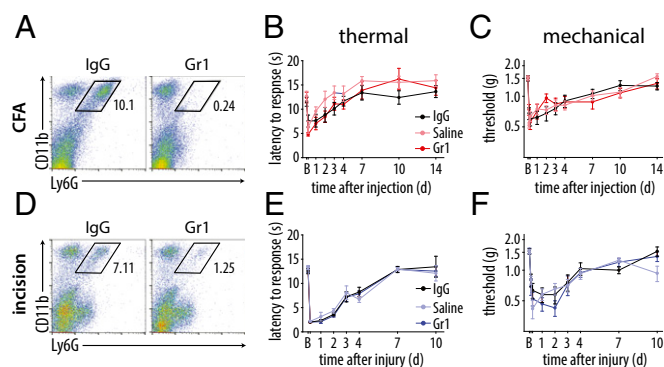 A
IgG
Gr1
CFA
CD11b
10.1
0.24
Ly6G
B
thermal
latency to respnse (s)
20
15
10
5
0
IgG
Saline
Gr1
B 1 2 3 4 7 10 14
time after injection (d)
C
mechanical
threshold (g)
2.0
1.5
1.0
0.5
B 1 2 3 4 7 10 14
time after injection (d)
D
IgG
Gr1
incision
CD11b
7.11
1.25
Ly6G
E
latency to response (s)
20
15
10
5
0
IgG
Saline
Gr1
B 1 2 3 4 7 10
time after injury (d)
F
threshold (g)
2.0
1.5
1.0
0.5
B 1 2 3 4 7 10
time after injury (d)